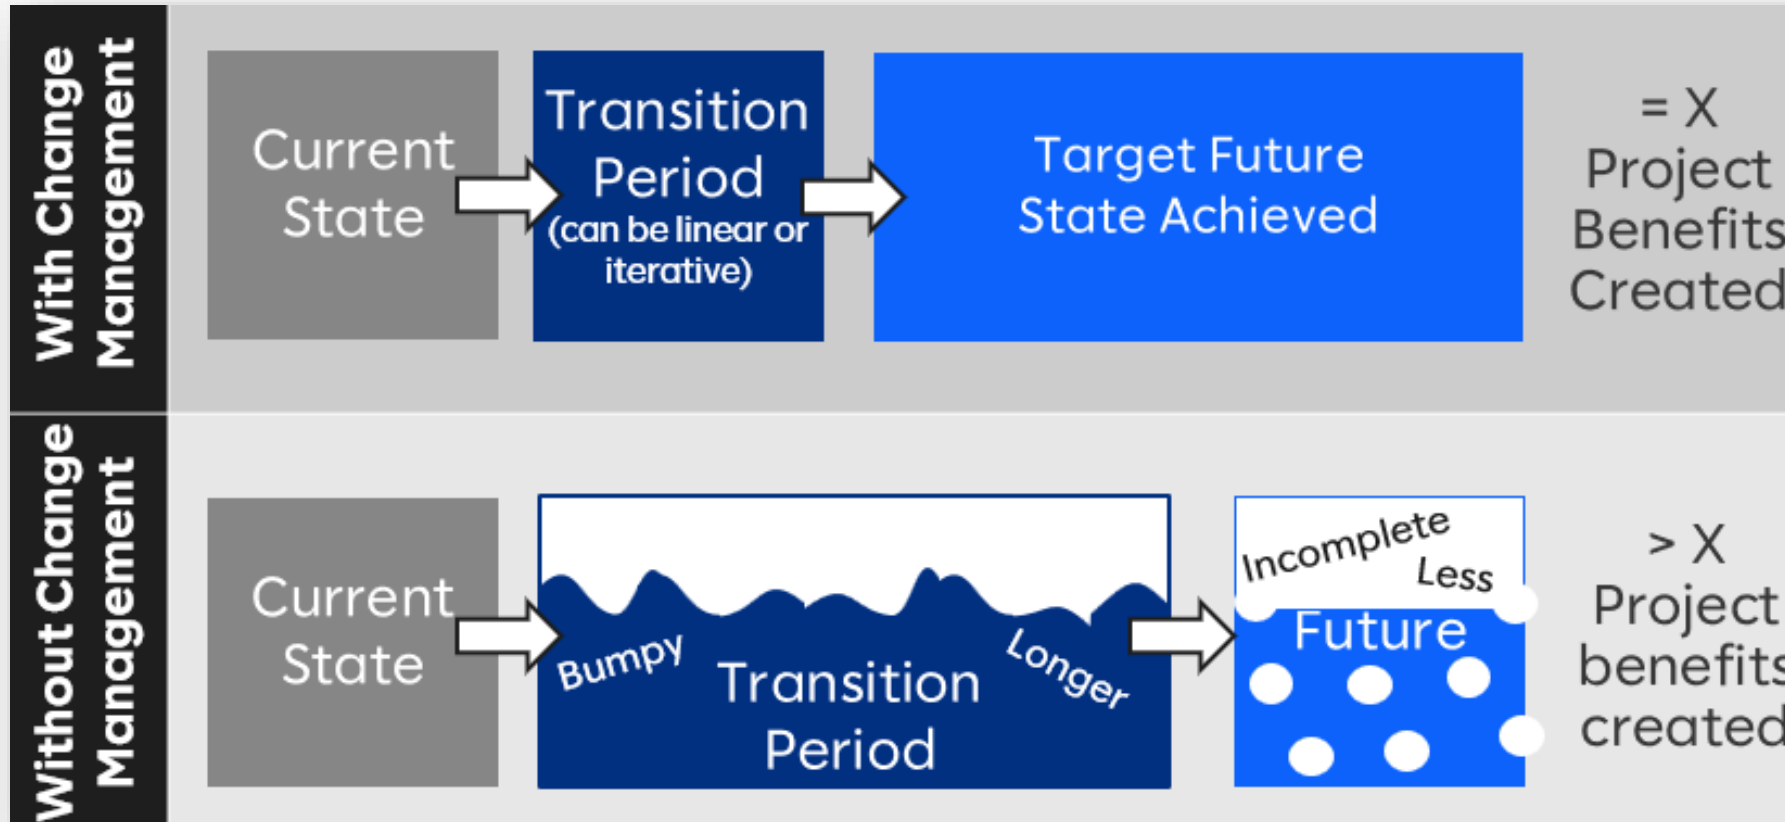 With Change
Management
Current
State
Transition
Period
(can be linear or
iterative)
Target Future
State Achieved
= X
Project
Benefits
Created
Without Change
Management
Current
State
Bumpy
Transition
Period
Longer
Incomplete
Less
Future
> X
Project
benefits
created